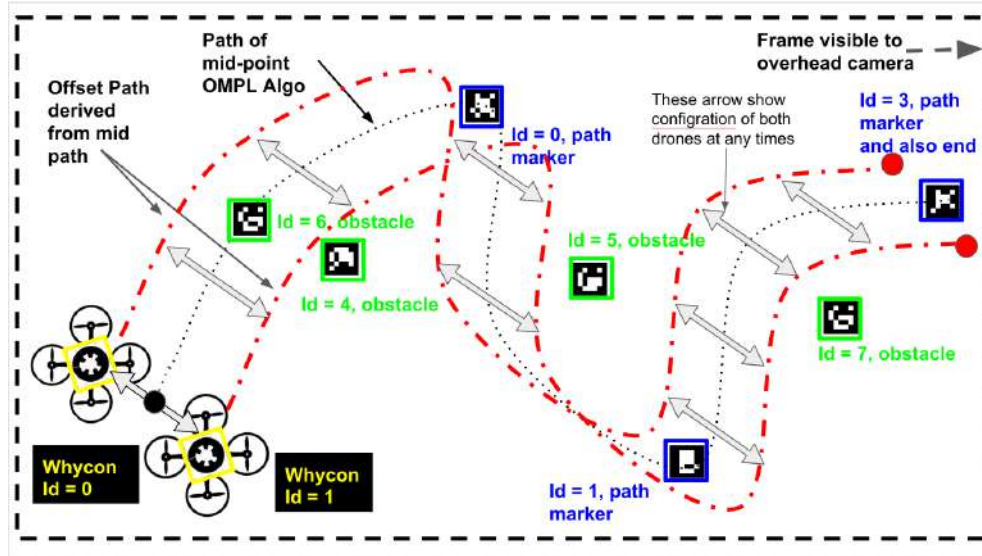 Path of
mid-point
OMPL Algo
Frame visible to
overhead camera
Offset Path
derived
from mid
path
These arrow show
configration of both
drones at any times
Id = 3, path
marker
and also end
Id = 0, path
marker
Id = 6, obstacle
Id = 5, obstacle
Id = 4, obstacle
Id = 7, obstacle
Whycon
Id = 0
Whycon
Id = 1
Id = 1, path
marker